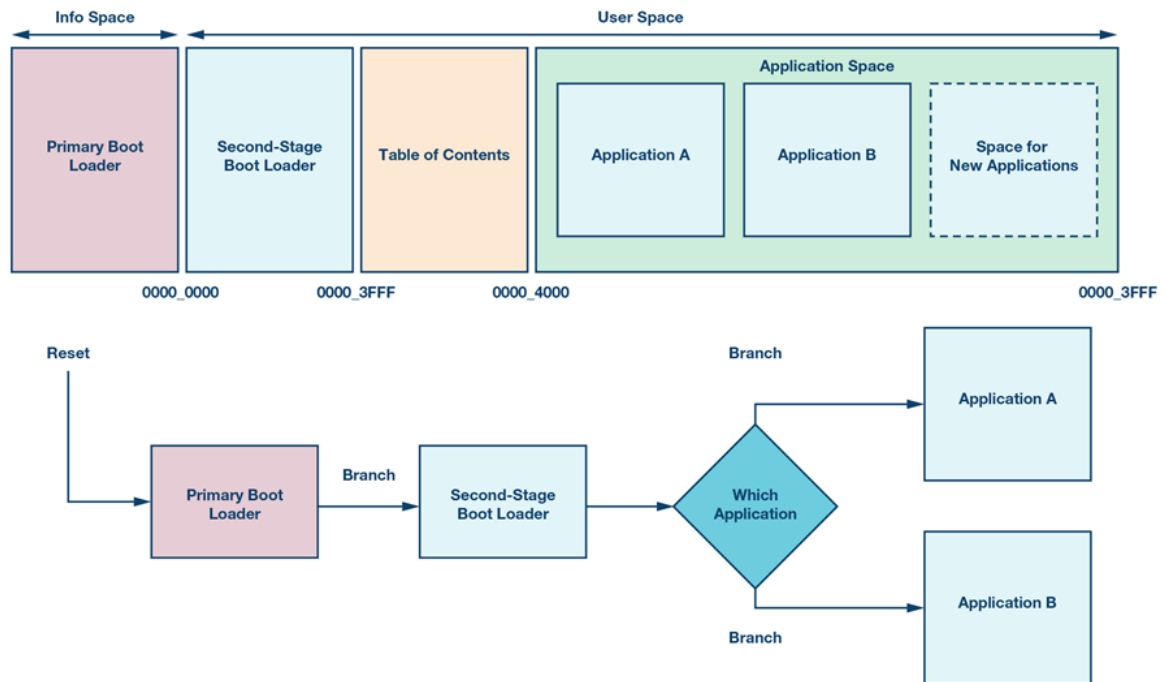 Info Space
User Space
Primary Boot
Loader
Second-Stage
Boot Loader
Table of Contents
Application Space
Application A
Application B
Space for
New Applications
0000_0000
0000_3FFF
0000_4000
0000_3FFF
Reset
Primary Boot
Loader
Branch
Second-Stage
Boot Loader
Which
Application
Branch
Application A
Branch
Application B